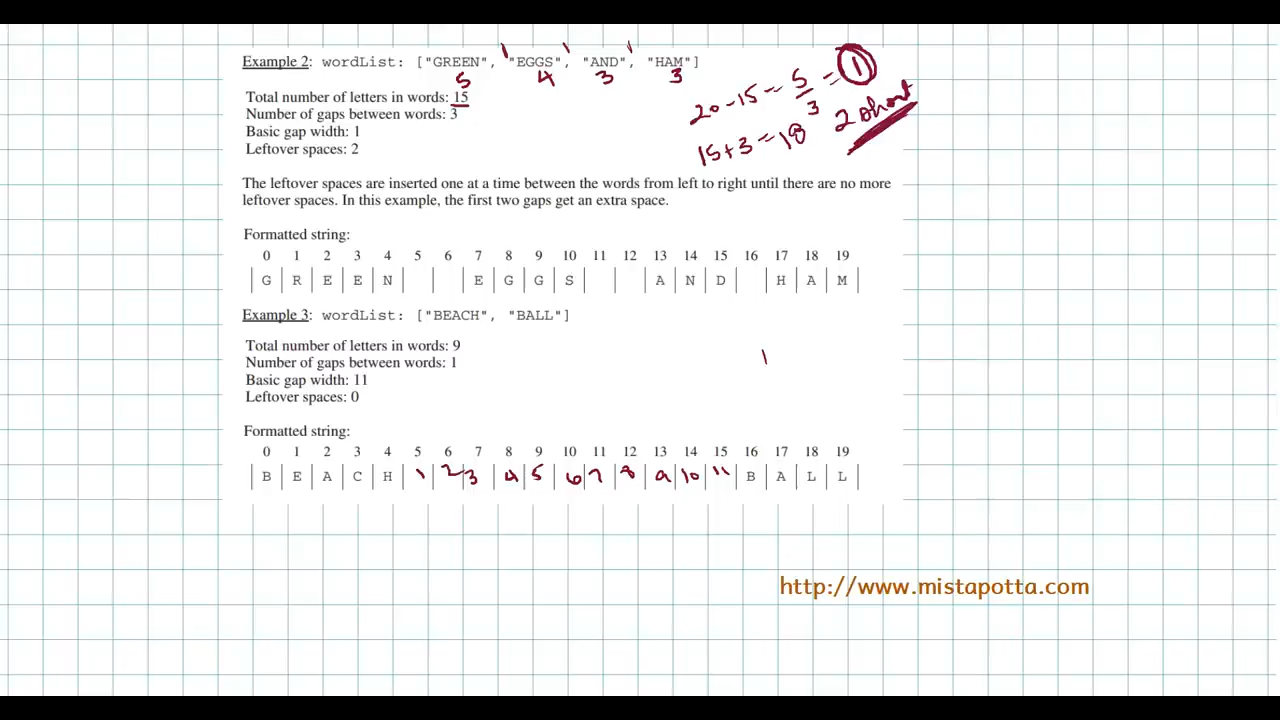 Example 2: wordList: ["GREEN", "EGGS", "AND", "HAM"]
1 1 1
5 4 3 3
20-15 = 5/3 = 1
15+3=18 2 short
Total number of letters in words: 15
Number of gaps between words: 3
Basic gap width: 1
Leftover spaces: 2
The leftover spaces are inserted one at a time between the words from left to right until there are no more
leftover spaces. In this example, the first two gaps get an extra space.
Formatted string:
0 1 2 3 4 5 6 7 8 9 10 11 12 13 14 15 16 17 18 19
G R E E N E G G S A N D H A M
Example 3: wordList: ["BEACH", "BALL"]
Total number of letters in words: 9
Number of gaps between words: 1
Basic gap width: 11
Leftover spaces: 0
Formatted string:
0 1 2 3 4 5 6 7 8 9 10 11 12 13 14 15 16 17 18 19
B E A C H 1 2 3 4 5 6 7 8 9 10 11 B A L L
http://www.mistapotta.com